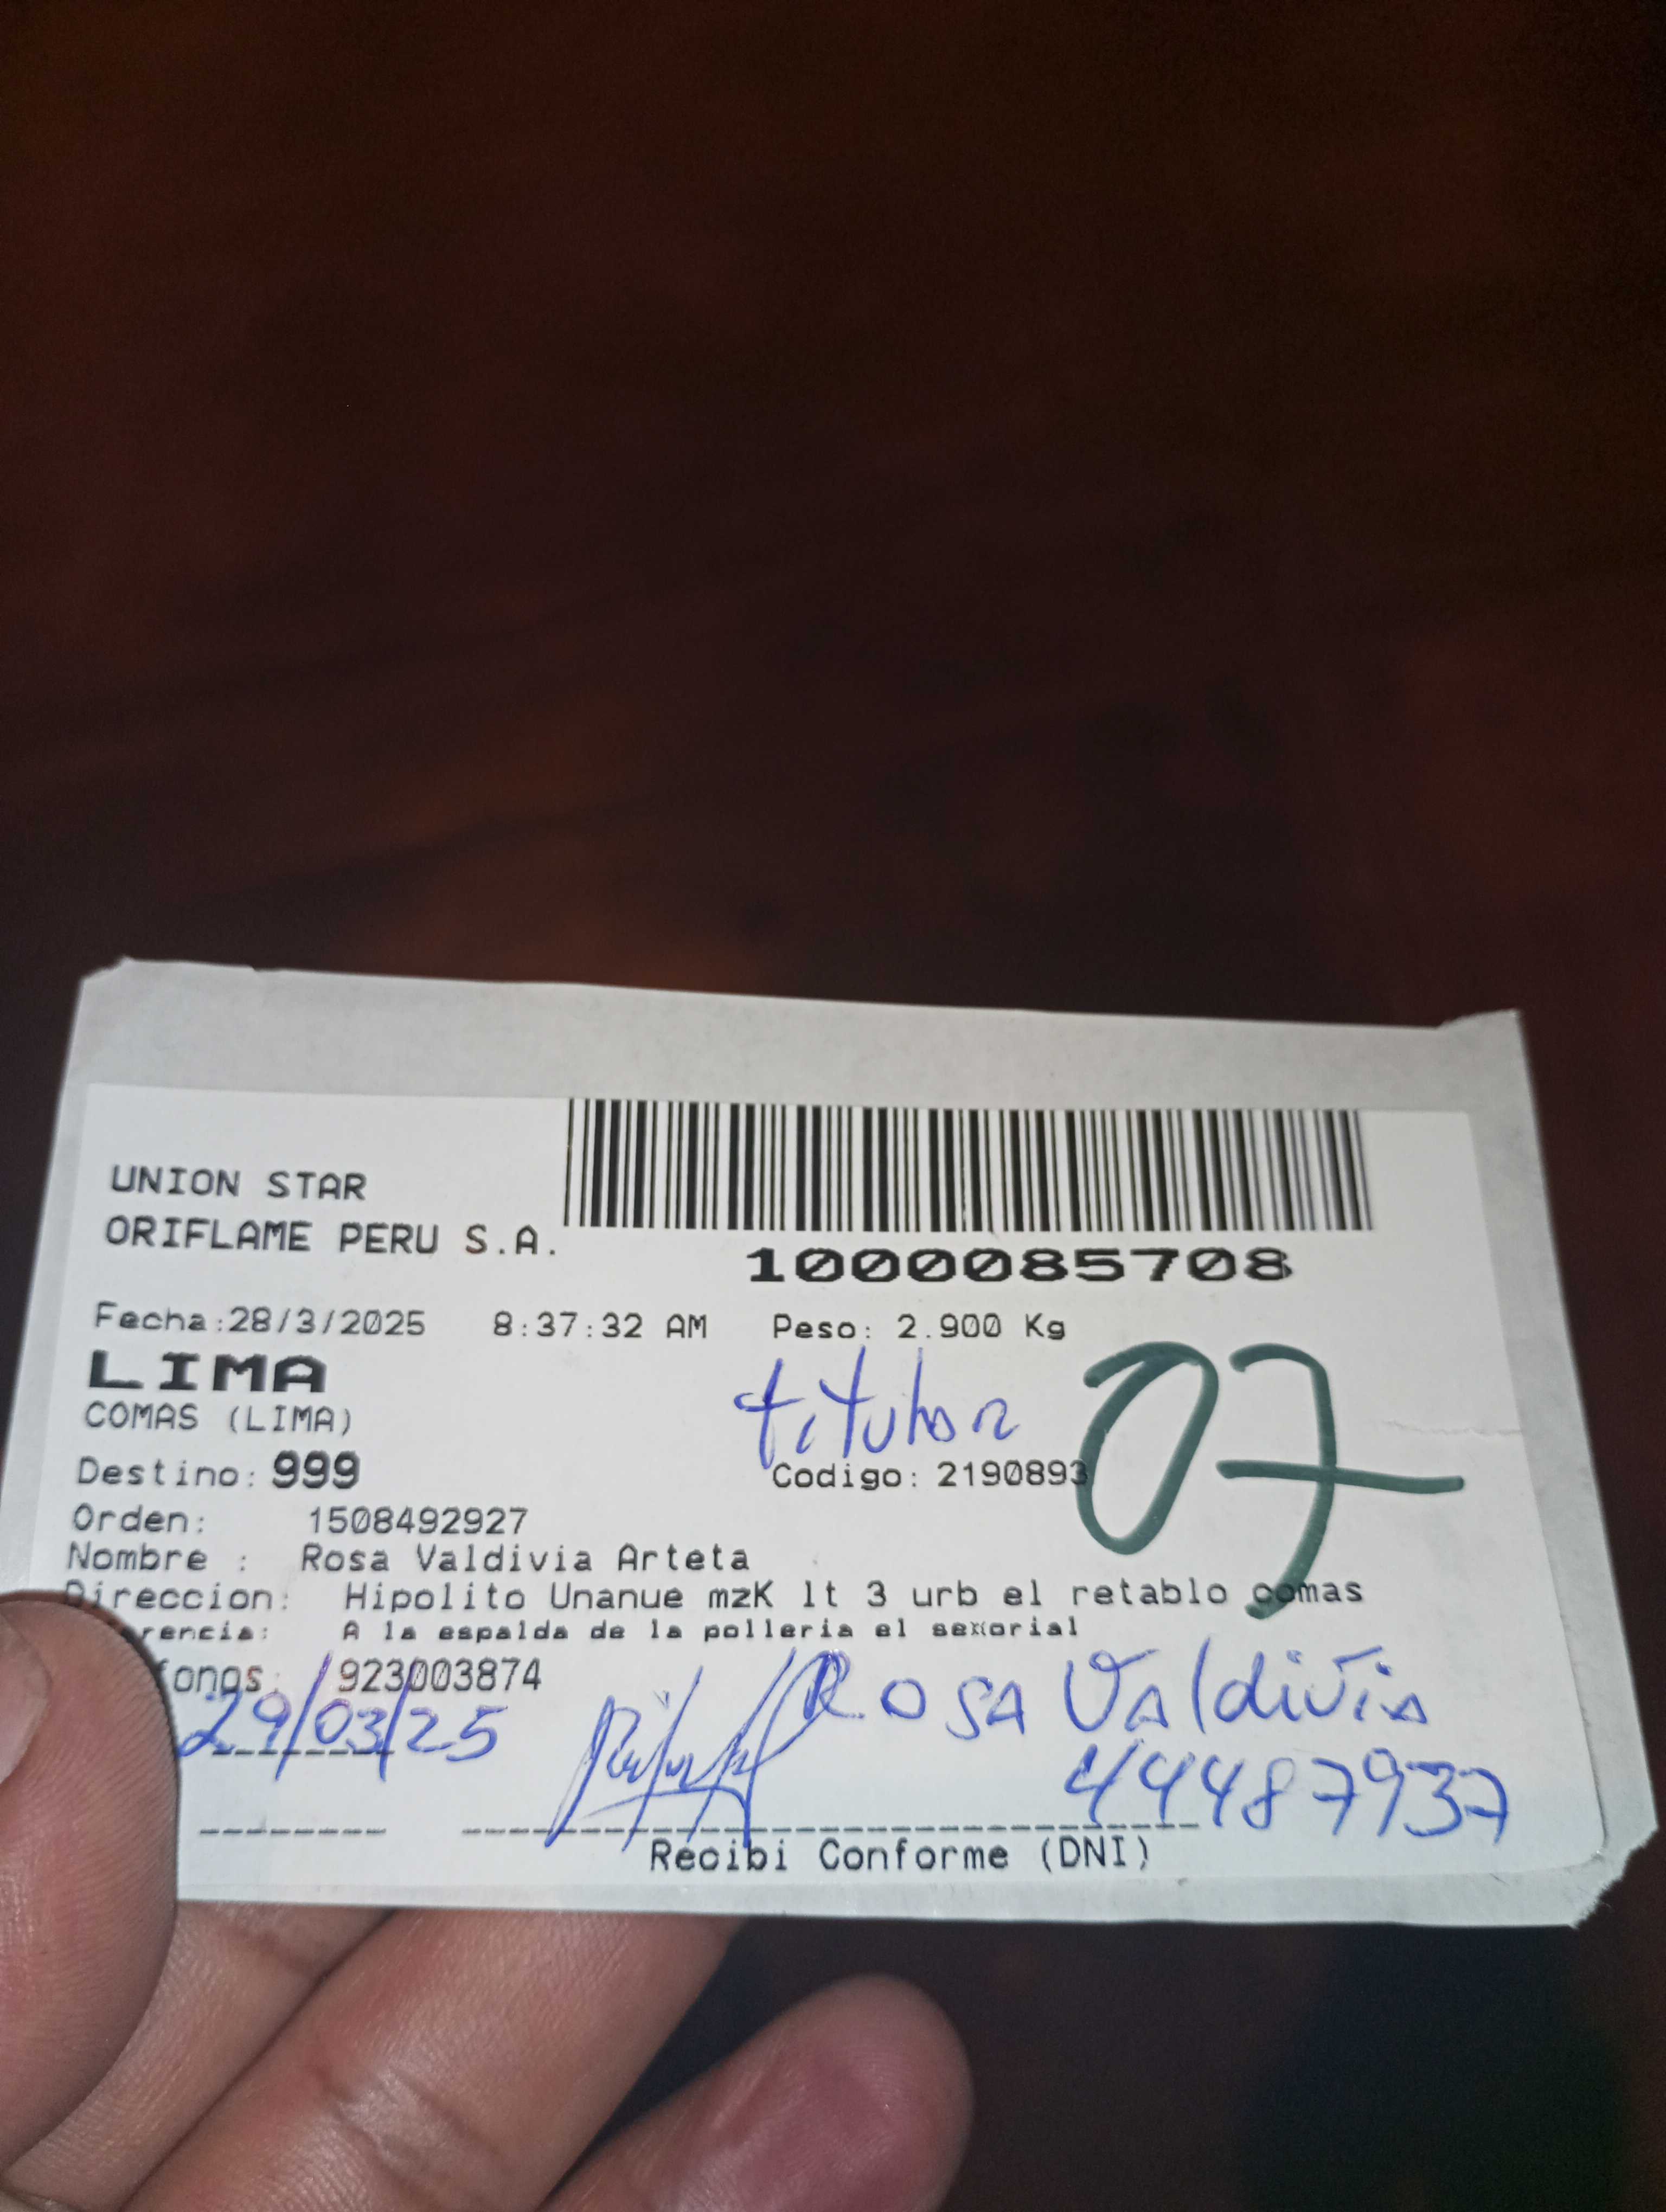 UNION STAR
ORIFLAME PERU S.A.
1000085708
Fecha:28/3/2025 8:37:32 AM Peso: 2.900 Kg
LIMA
titular
07
COMAS (LIMA)
Destino: 999 Codigo: 2190893
Orden: 1508492927
Nombre : Rosa Valdivia Arteta
Direccion: Hipolito Unanue mzK lt 3 urb el retablo comas
rencia: A la espalda de la polleria el
fonos: 923003874
Rosa Valdivia
29/03/25
44487937
Recibi Conforme (DNI)